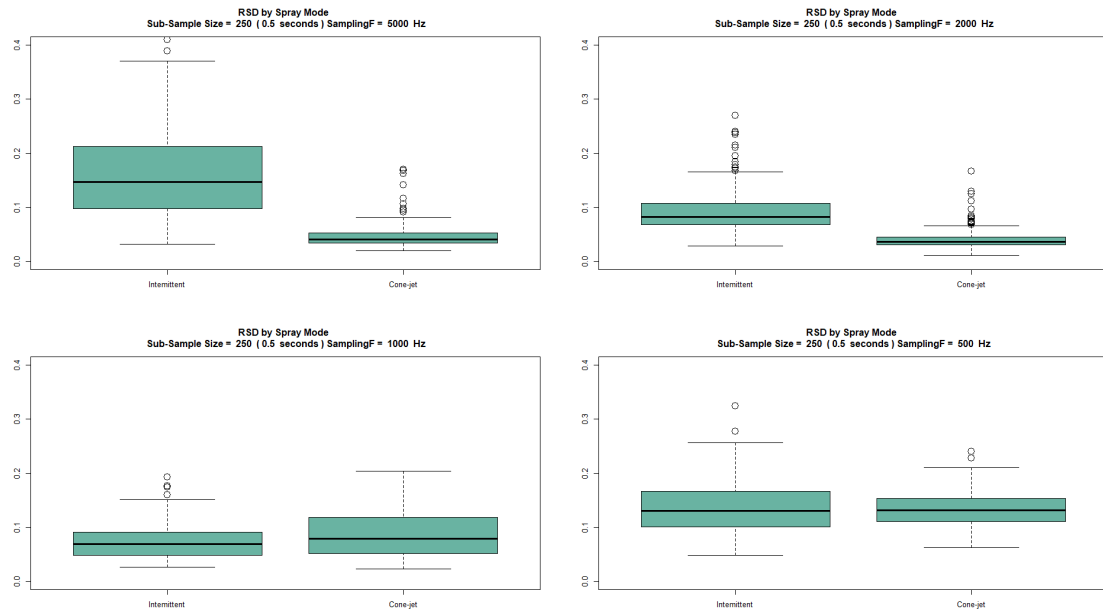 RSD by Spray Mode
Sub-Sample Size = 250 ( 0.5 seconds ) SamplingF = 5000 Hz
0.4
0.3
0.2
0.1
0.0
Intemittent
Cone-jet
RSD by Spray Mode
Sub-Sample Size = 250 ( 0.5 seconds ) SamplingF = 2000 Hz
0.4
0.3
0.2
0.1
0.0
Intemittent
Cone-jet
RSD by Spray Mode
Sub-Sample Size = 250 ( 0.5 seconds ) SamplingF = 1000 Hz
0.4
0.3
0.2
0.1
0.0
Intemittent
Cone-jet
RSD by Spray Mode
Sub-Sample Size = 250 ( 0.5 seconds ) SamplingF = 500 Hz
0.4
0.3
0.2
0.1
0.0
Intemittent
Cone-jet